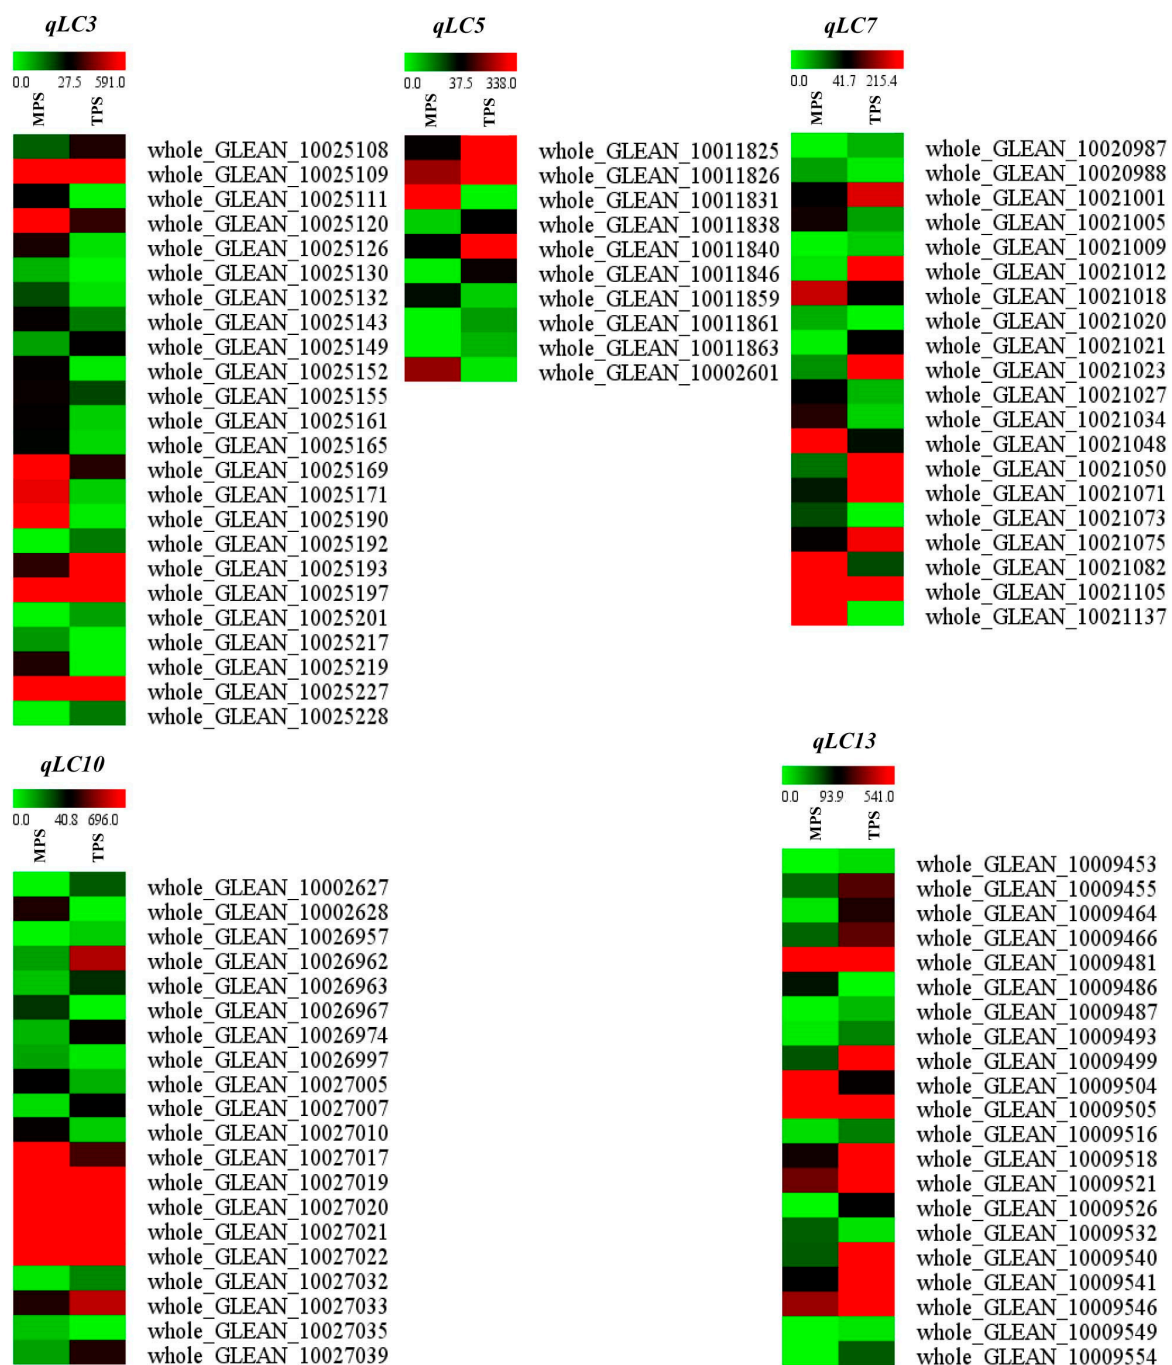 qLC3
0.0 27.5 591.0
MPS TPS
whole_GLEAN_10025108
whole_GLEAN_10025109
whole_GLEAN_10025111
whole_GLEAN_10025120
whole_GLEAN_10025126
whole_GLEAN_10025130
whole_GLEAN_10025132
whole_GLEAN_10025143
whole_GLEAN_10025149
whole_GLEAN_10025152
whole_GLEAN_10025155
whole_GLEAN_10025161
whole_GLEAN_10025165
whole_GLEAN_10025169
whole_GLEAN_10025171
whole_GLEAN_10025190
whole_GLEAN_10025192
whole_GLEAN_10025193
whole_GLEAN_10025197
whole_GLEAN_10025201
whole_GLEAN_10025217
whole_GLEAN_10025219
whole_GLEAN_10025227
whole_GLEAN_10025228
qLC5
0.0 37.5 338.0
MPS TPS
whole_GLEAN_10011825
whole_GLEAN_10011826
whole_GLEAN_10011831
whole_GLEAN_10011838
whole_GLEAN_10011840
whole_GLEAN_10011846
whole_GLEAN_10011859
whole_GLEAN_10011861
whole_GLEAN_10011863
whole_GLEAN_10002601
qLC7
0.0 41.7 215.4
MPS TPS
whole_GLEAN_10020987
whole_GLEAN_10020988
whole_GLEAN_10021001
whole_GLEAN_10021005
whole_GLEAN_10021009
whole_GLEAN_10021012
whole_GLEAN_10021018
whole_GLEAN_10021020
whole_GLEAN_10021021
whole_GLEAN_10021023
whole_GLEAN_10021027
whole_GLEAN_10021034
whole_GLEAN_10021048
whole_GLEAN_10021050
whole_GLEAN_10021071
whole_GLEAN_10021073
whole_GLEAN_10021075
whole_GLEAN_10021082
whole_GLEAN_10021105
whole_GLEAN_10021137
qLC10
0.0 40.8 696.0
MPS TPS
whole_GLEAN_10002627
whole_GLEAN_10002628
whole_GLEAN_10026957
whole_GLEAN_10026962
whole_GLEAN_10026963
whole_GLEAN_10026967
whole_GLEAN_10026974
whole_GLEAN_10026997
whole_GLEAN_10027005
whole_GLEAN_10027007
whole_GLEAN_10027010
whole_GLEAN_10027017
whole_GLEAN_10027019
whole_GLEAN_10027020
whole_GLEAN_10027021
whole_GLEAN_10027022
whole_GLEAN_10027032
whole_GLEAN_10027033
whole_GLEAN_10027035
whole_GLEAN_10027039
qLC13
0.0 93.9 541.0
MPS TPS
whole_GLEAN_10009453
whole_GLEAN_10009455
whole_GLEAN_10009464
whole_GLEAN_10009466
whole_GLEAN_10009481
whole_GLEAN_10009486
whole_GLEAN_10009487
whole_GLEAN_10009493
whole_GLEAN_10009499
whole_GLEAN_10009504
whole_GLEAN_10009505
whole_GLEAN_10009516
whole_GLEAN_10009518
whole_GLEAN_10009521
whole_GLEAN_10009526
whole_GLEAN_10009532
whole_GLEAN_10009540
whole_GLEAN_10009541
whole_GLEAN_10009546
whole_GLEAN_10009549
whole_GLEAN_10009554